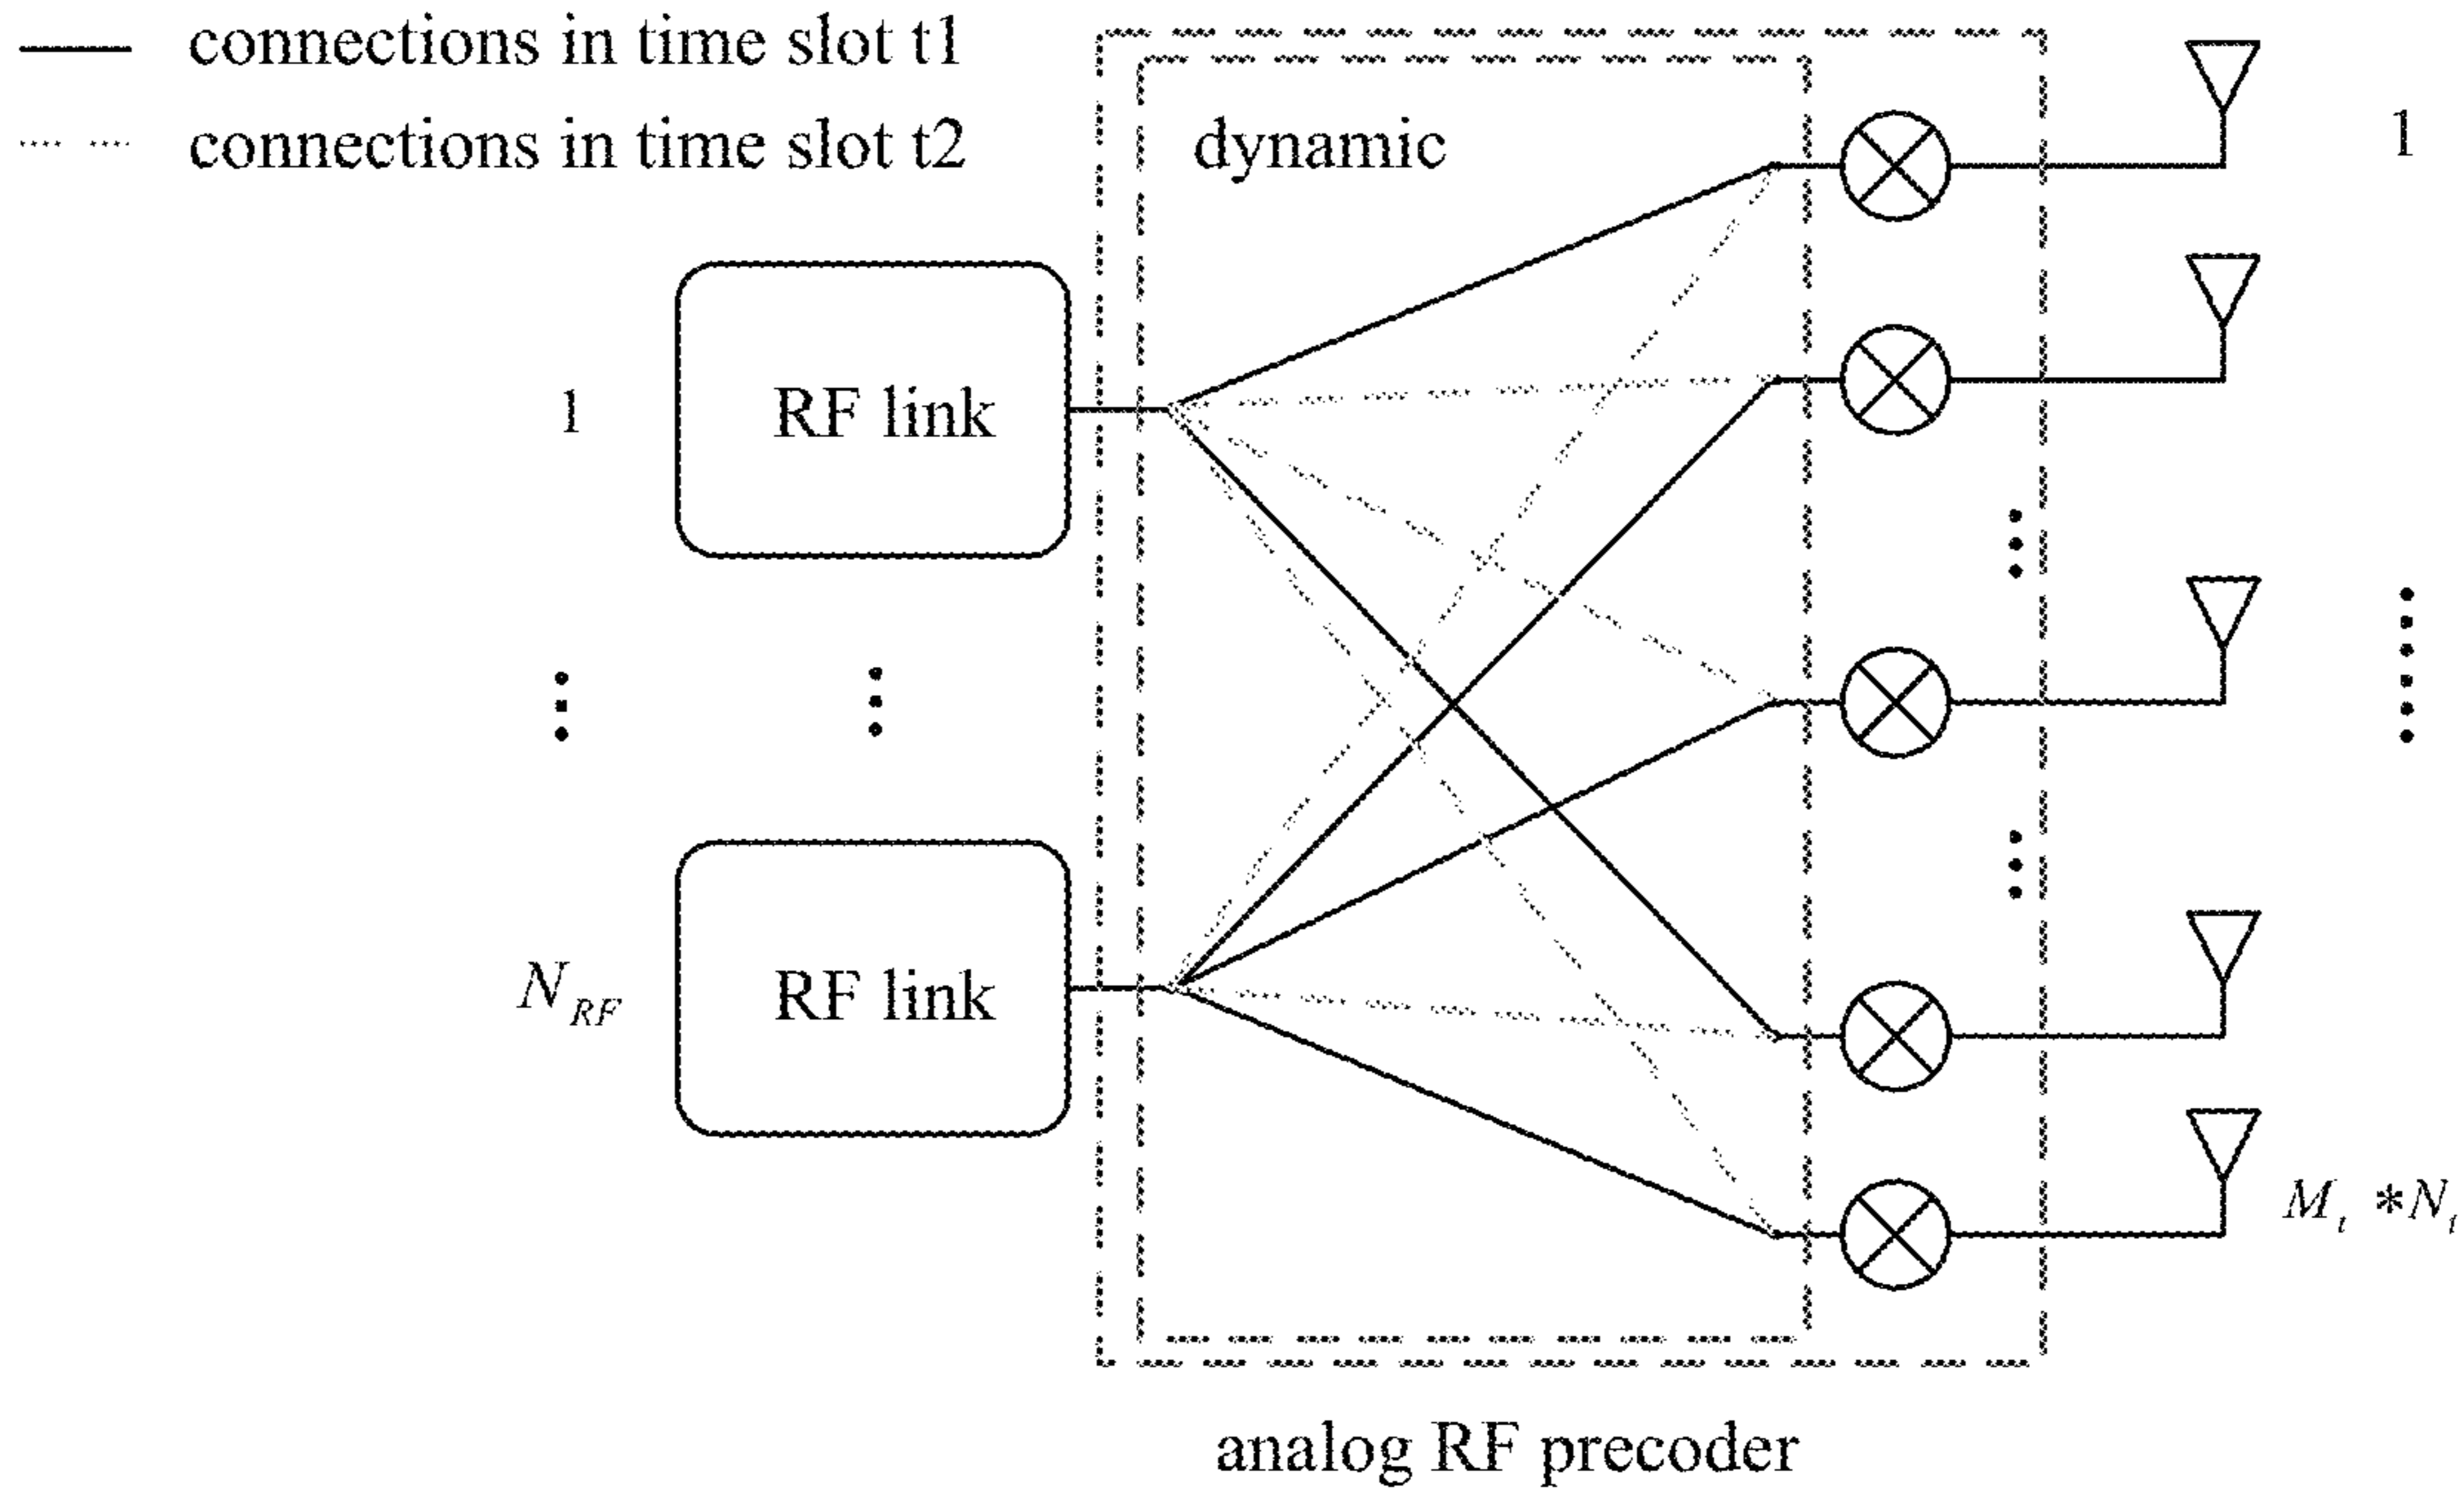 connections in time slot t1
connections in time slot t2
dynamic
1
1
RF link
N_RF
RF link
M_t *N_t
analog RF precoder